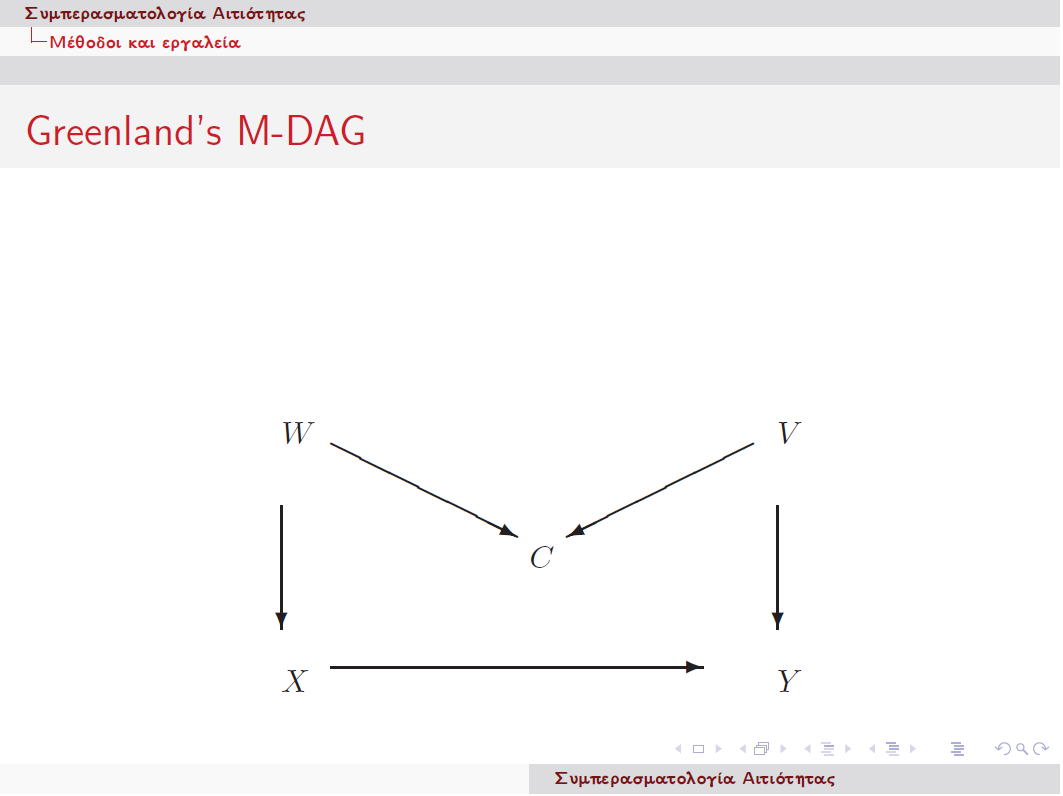 Συμπερασματολογία Αιτιότητας
Μέθοδοι και εργαλεία
Greenland's M-DAG
W V
C
X Y
Συμπερασματολογία Αιτιότητας